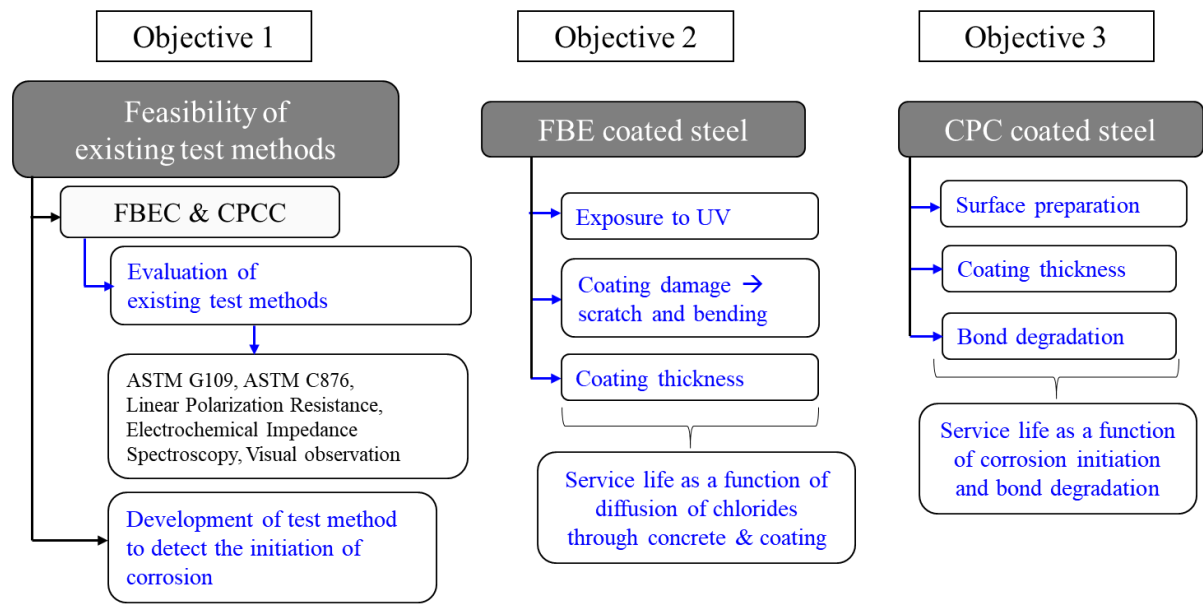 Objective 1
Feasibility of
existing test methods
FBEC & CPCC
Evaluation of
existing test methods
ASTM G109, ASTM C876,
Linear Polarization Resistance,
Electrochemical Impedance
Spectroscopy, Visual observation
Development of test method
to detect the initiation of
corrosion
Objective 2
FBE coated steel
Exposure to UV
Coating damage →
scratch and bending
Coating thickness
Service life as a function of
diffusion of chlorides
through concrete & coating
Objective 3
CPC coated steel
Surface preparation
Coating thickness
Bond degradation
Service life as a function
of corrosion initiation
and bond degradation